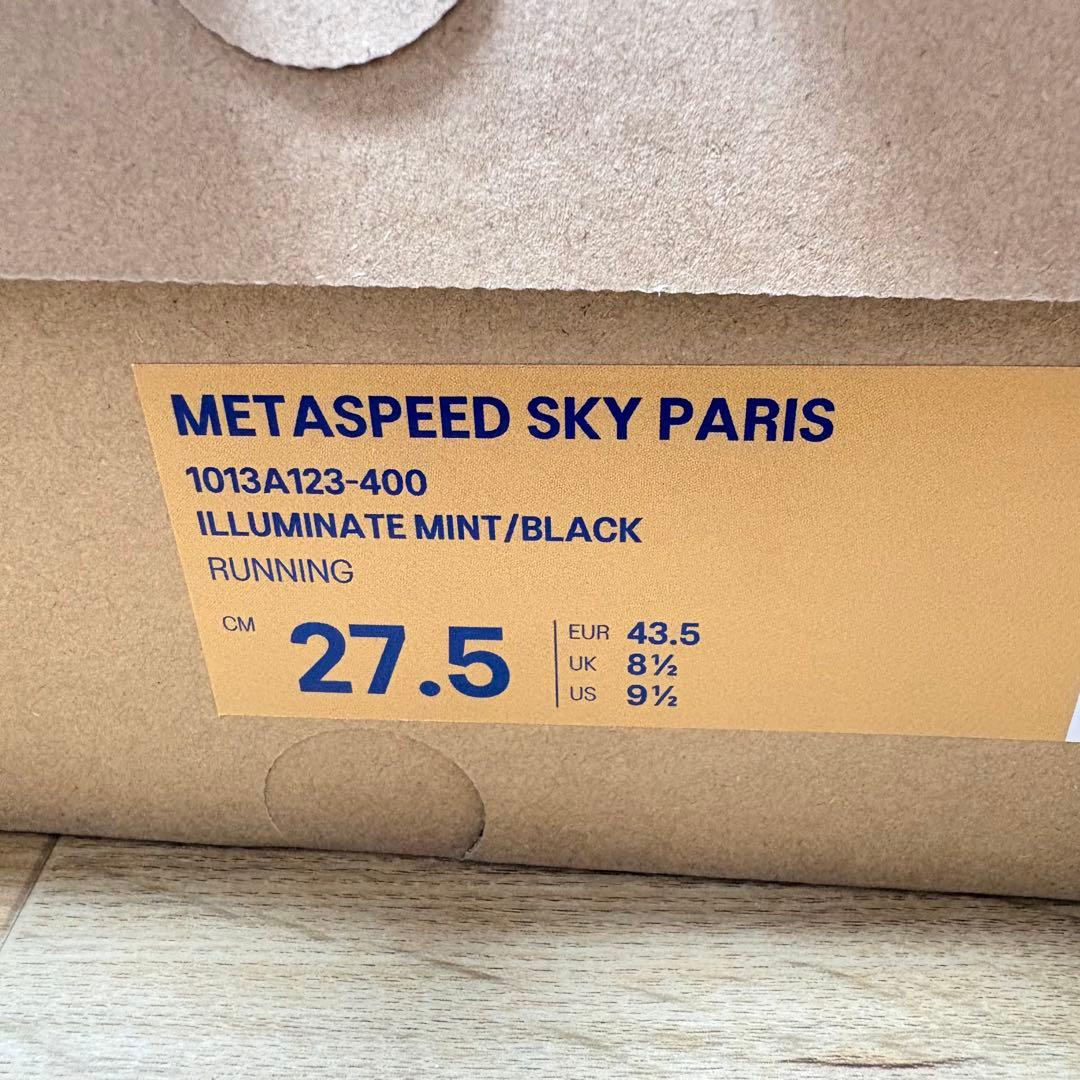 METASPEED SKY PARIS
1013A123-400
ILLUMINATE MINT/BLACK
RUNNING
CM 27.5
EUR 43.5
UK 8½
US 9½